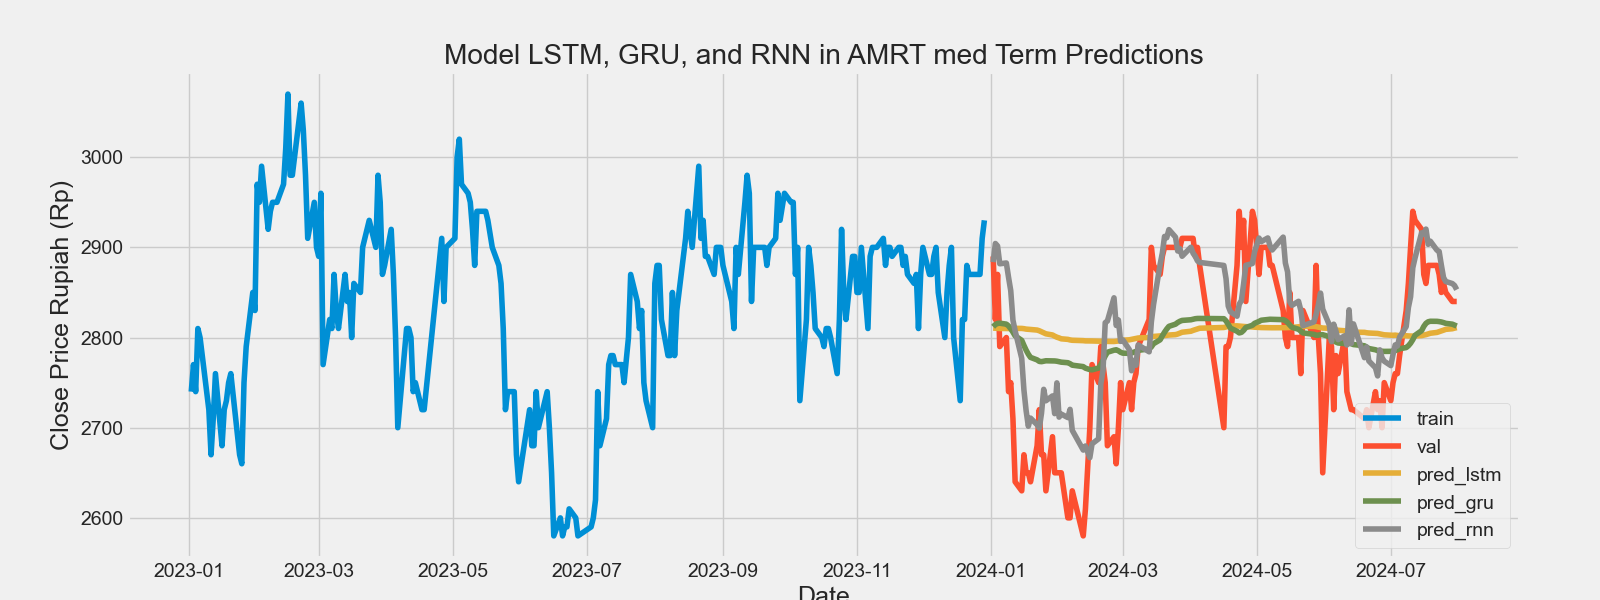 Model LSTM, GRU, and RNN in AMRT med Term Predictions
Close Price Rupiah (Rp)
3000
2900
2800
2700
2600
train
val
pred_lstm
pred_gru
pred_rnn
2023-01 2023-03 2023-05 2023-07 2023-09 2023-11 2024-01 2024-03 2024-05 2024-07
Date